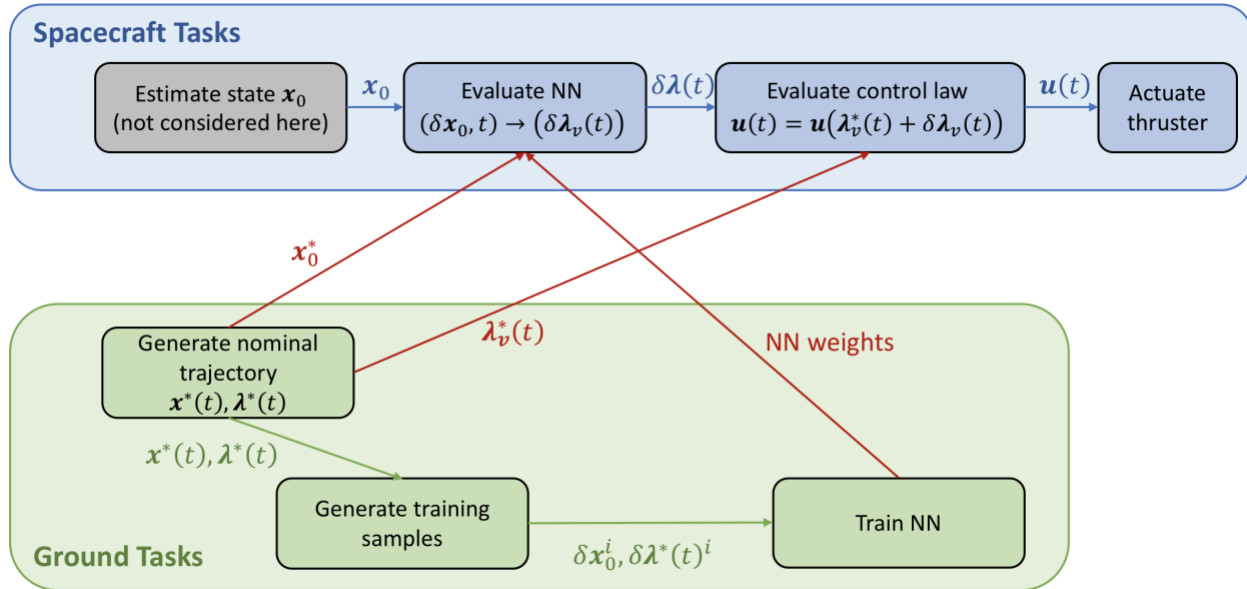 Spacecraft Tasks
Estimate state 𝒙₀
(not considered here)
𝒙₀
Evaluate NN
(δ𝒙₀, t) → (δ𝝀ᵥ(t))
δ𝝀(t)
Evaluate control law
𝒖(t) = 𝒖(𝝀ᵥ*(t) + δ𝝀ᵥ(t))
𝒖(t)
Actuate
thruster
𝒙₀*
𝝀ᵥ*(t)
NN weights
Generate nominal
trajectory
𝒙*(t), 𝝀*(t)
𝒙*(t), 𝝀*(t)
Generate training
samples
δ𝒙₀ⁱ, δ𝝀*(t)ⁱ
Train NN
Ground Tasks